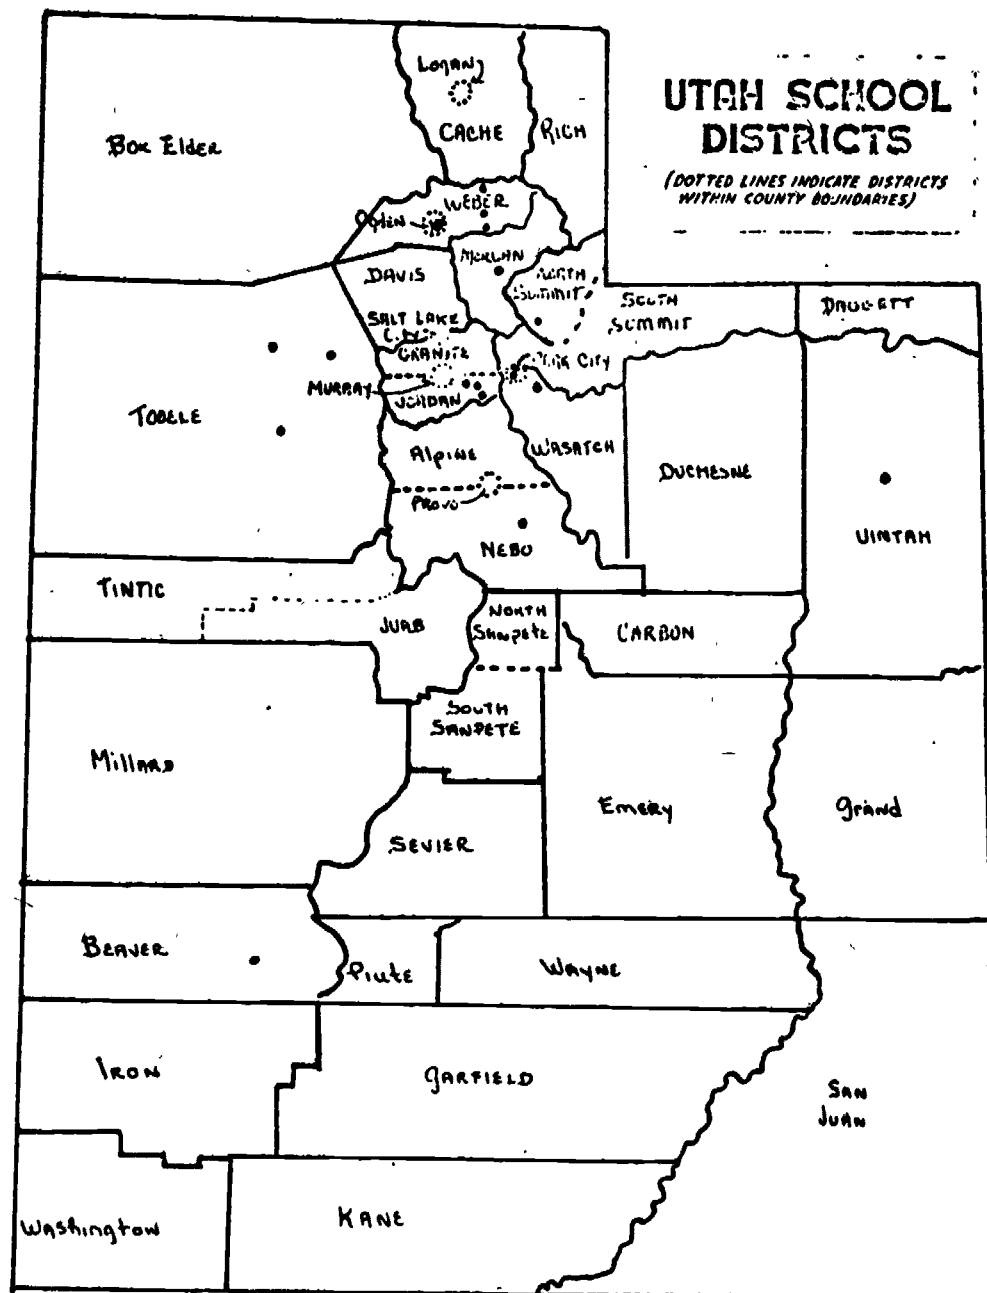 UTAH SCHOOL
DISTRICTS
(DOTTED LINES INDICATE DISTRICTS
WITHIN COUNTY BOUNDARIES)
LOGAN
BOX ELDER
CACHE
RICH
WEBER
OGDEN
MORGAN
DAVIS
NORTH
SUMMIT
SOUTH
SUMMIT
DAGGETT
SALT LAKE
CITY
GRANITE
PARK CITY
MURRAY
JORDAN
TOOELE
ALPINE
WASATCH
DUCHESNE
UINTAH
PROVO
NEBO
TINTIC
JUAB
NORTH
SANPETE
CARBON
SOUTH
SANPETE
Millard
Emery
Grand
SEVIER
BEAVER
Piute
WAYNE
IRON
GARFIELD
SAN
JUAN
Washington
KANE